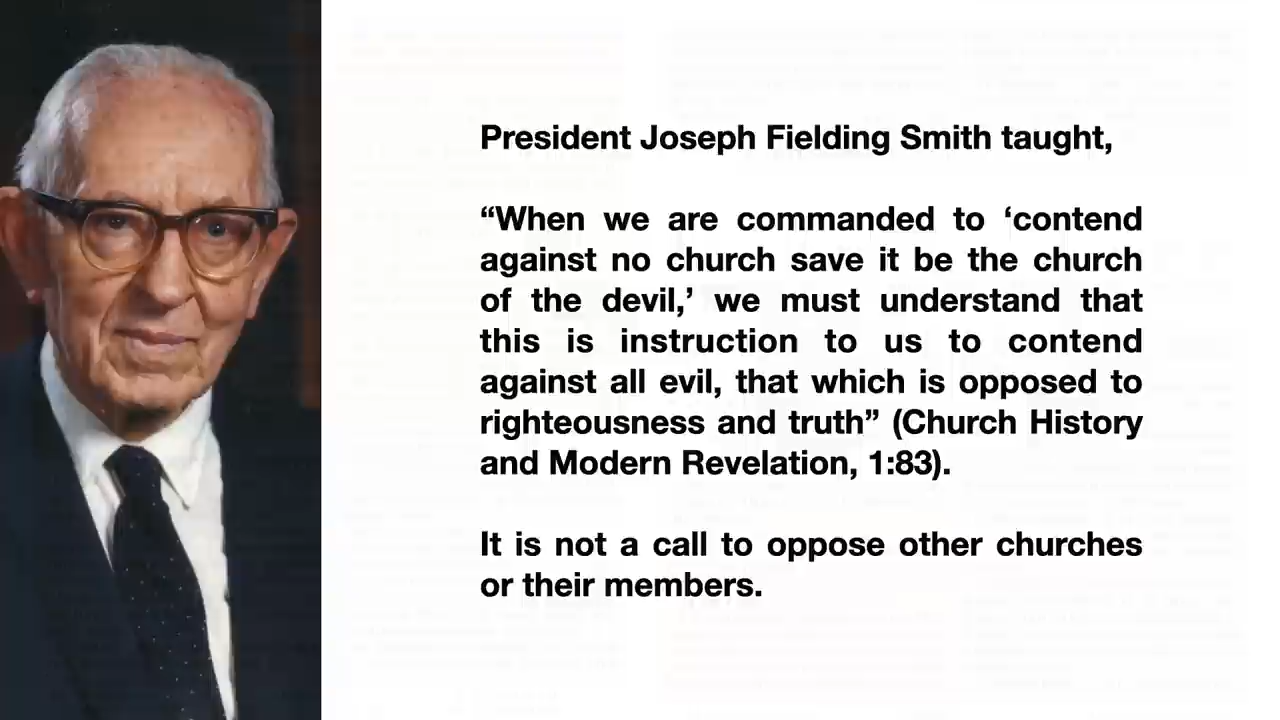 President Joseph Fielding Smith taught,
“When we are commanded to ‘contend
against no church save it be the church
of the devil,’ we must understand that
this is instruction to us to contend
against all evil, that which is opposed to
righteousness and truth” (Church History
and Modern Revelation, 1:83).
It is not a call to oppose other churches
or their members.